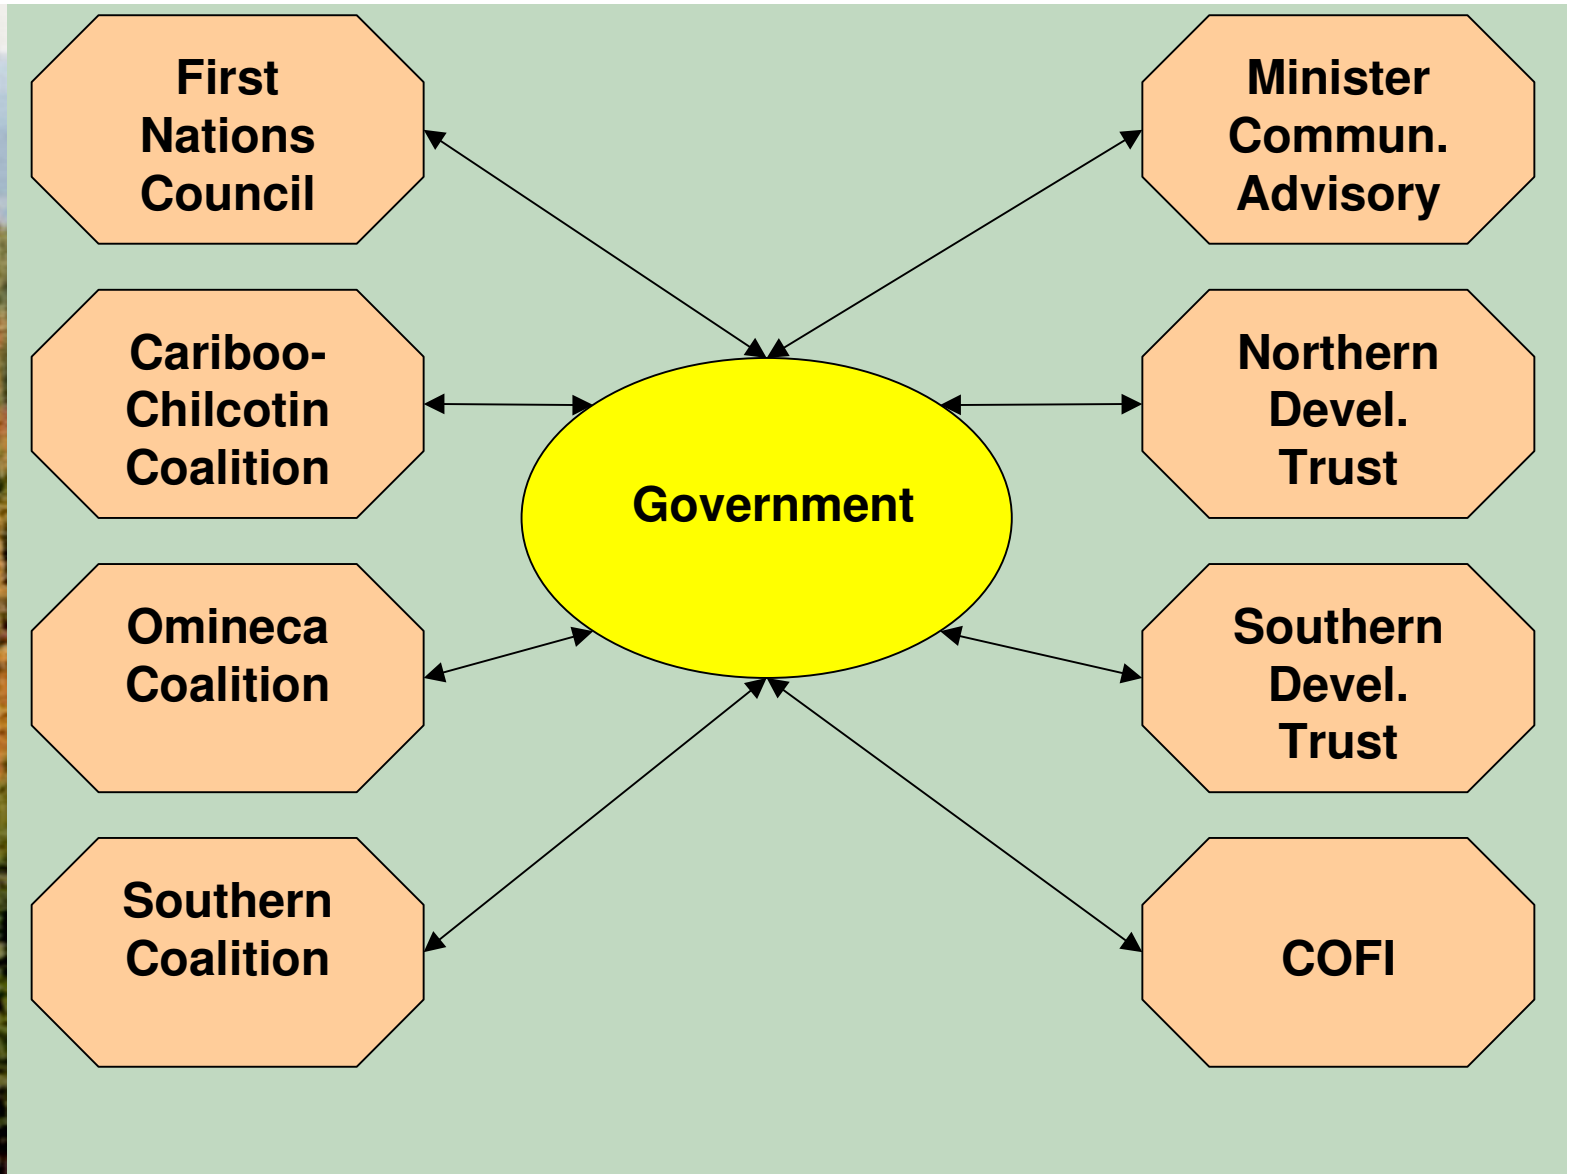 First
Nations
Council
Minister
Commun.
Advisory
Cariboo-
Chilcotin
Coalition
Northern
Devel.
Trust
Government
Omineca
Coalition
Southern
Devel.
Trust
Southern
Coalition
COFI